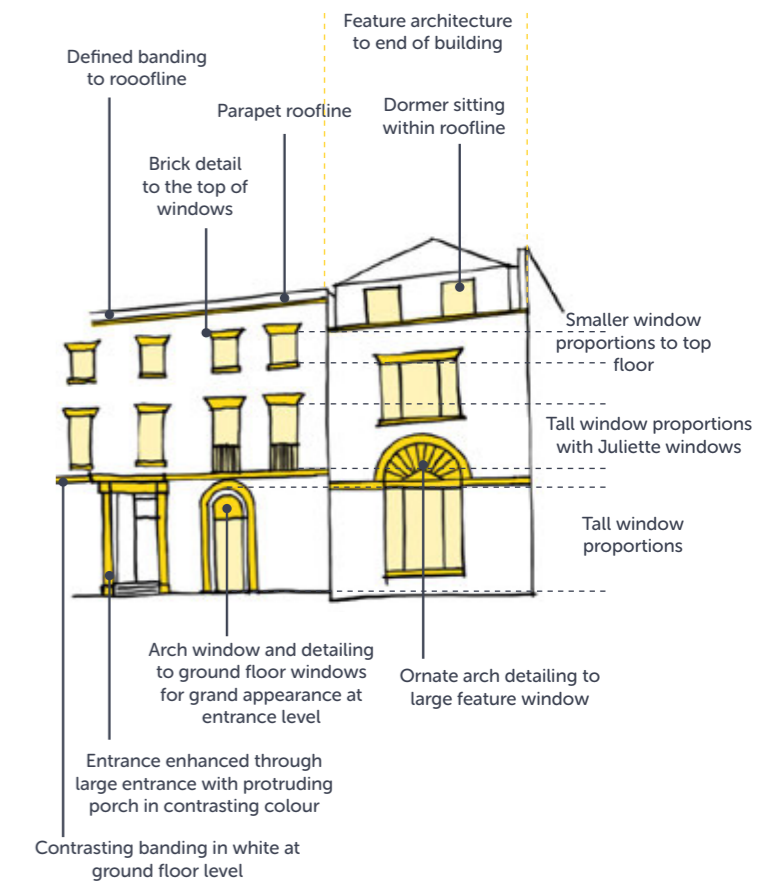 Feature architecture
to end of building
Defined banding
to rooofline
Parapet roofline
Dormer sitting
within roofline
Brick detail
to the top of
windows
Smaller window
proportions to top
floor
Tall window proportions
with Juliette windows
Tall window
proportions
Arch window and detailing
to ground floor windows
for grand appearance at
entrance level
Ornate arch detailing to
large feature window
Entrance enhanced through
large entrance with protruding
porch in contrasting colour
Contrasting banding in white at
ground floor level